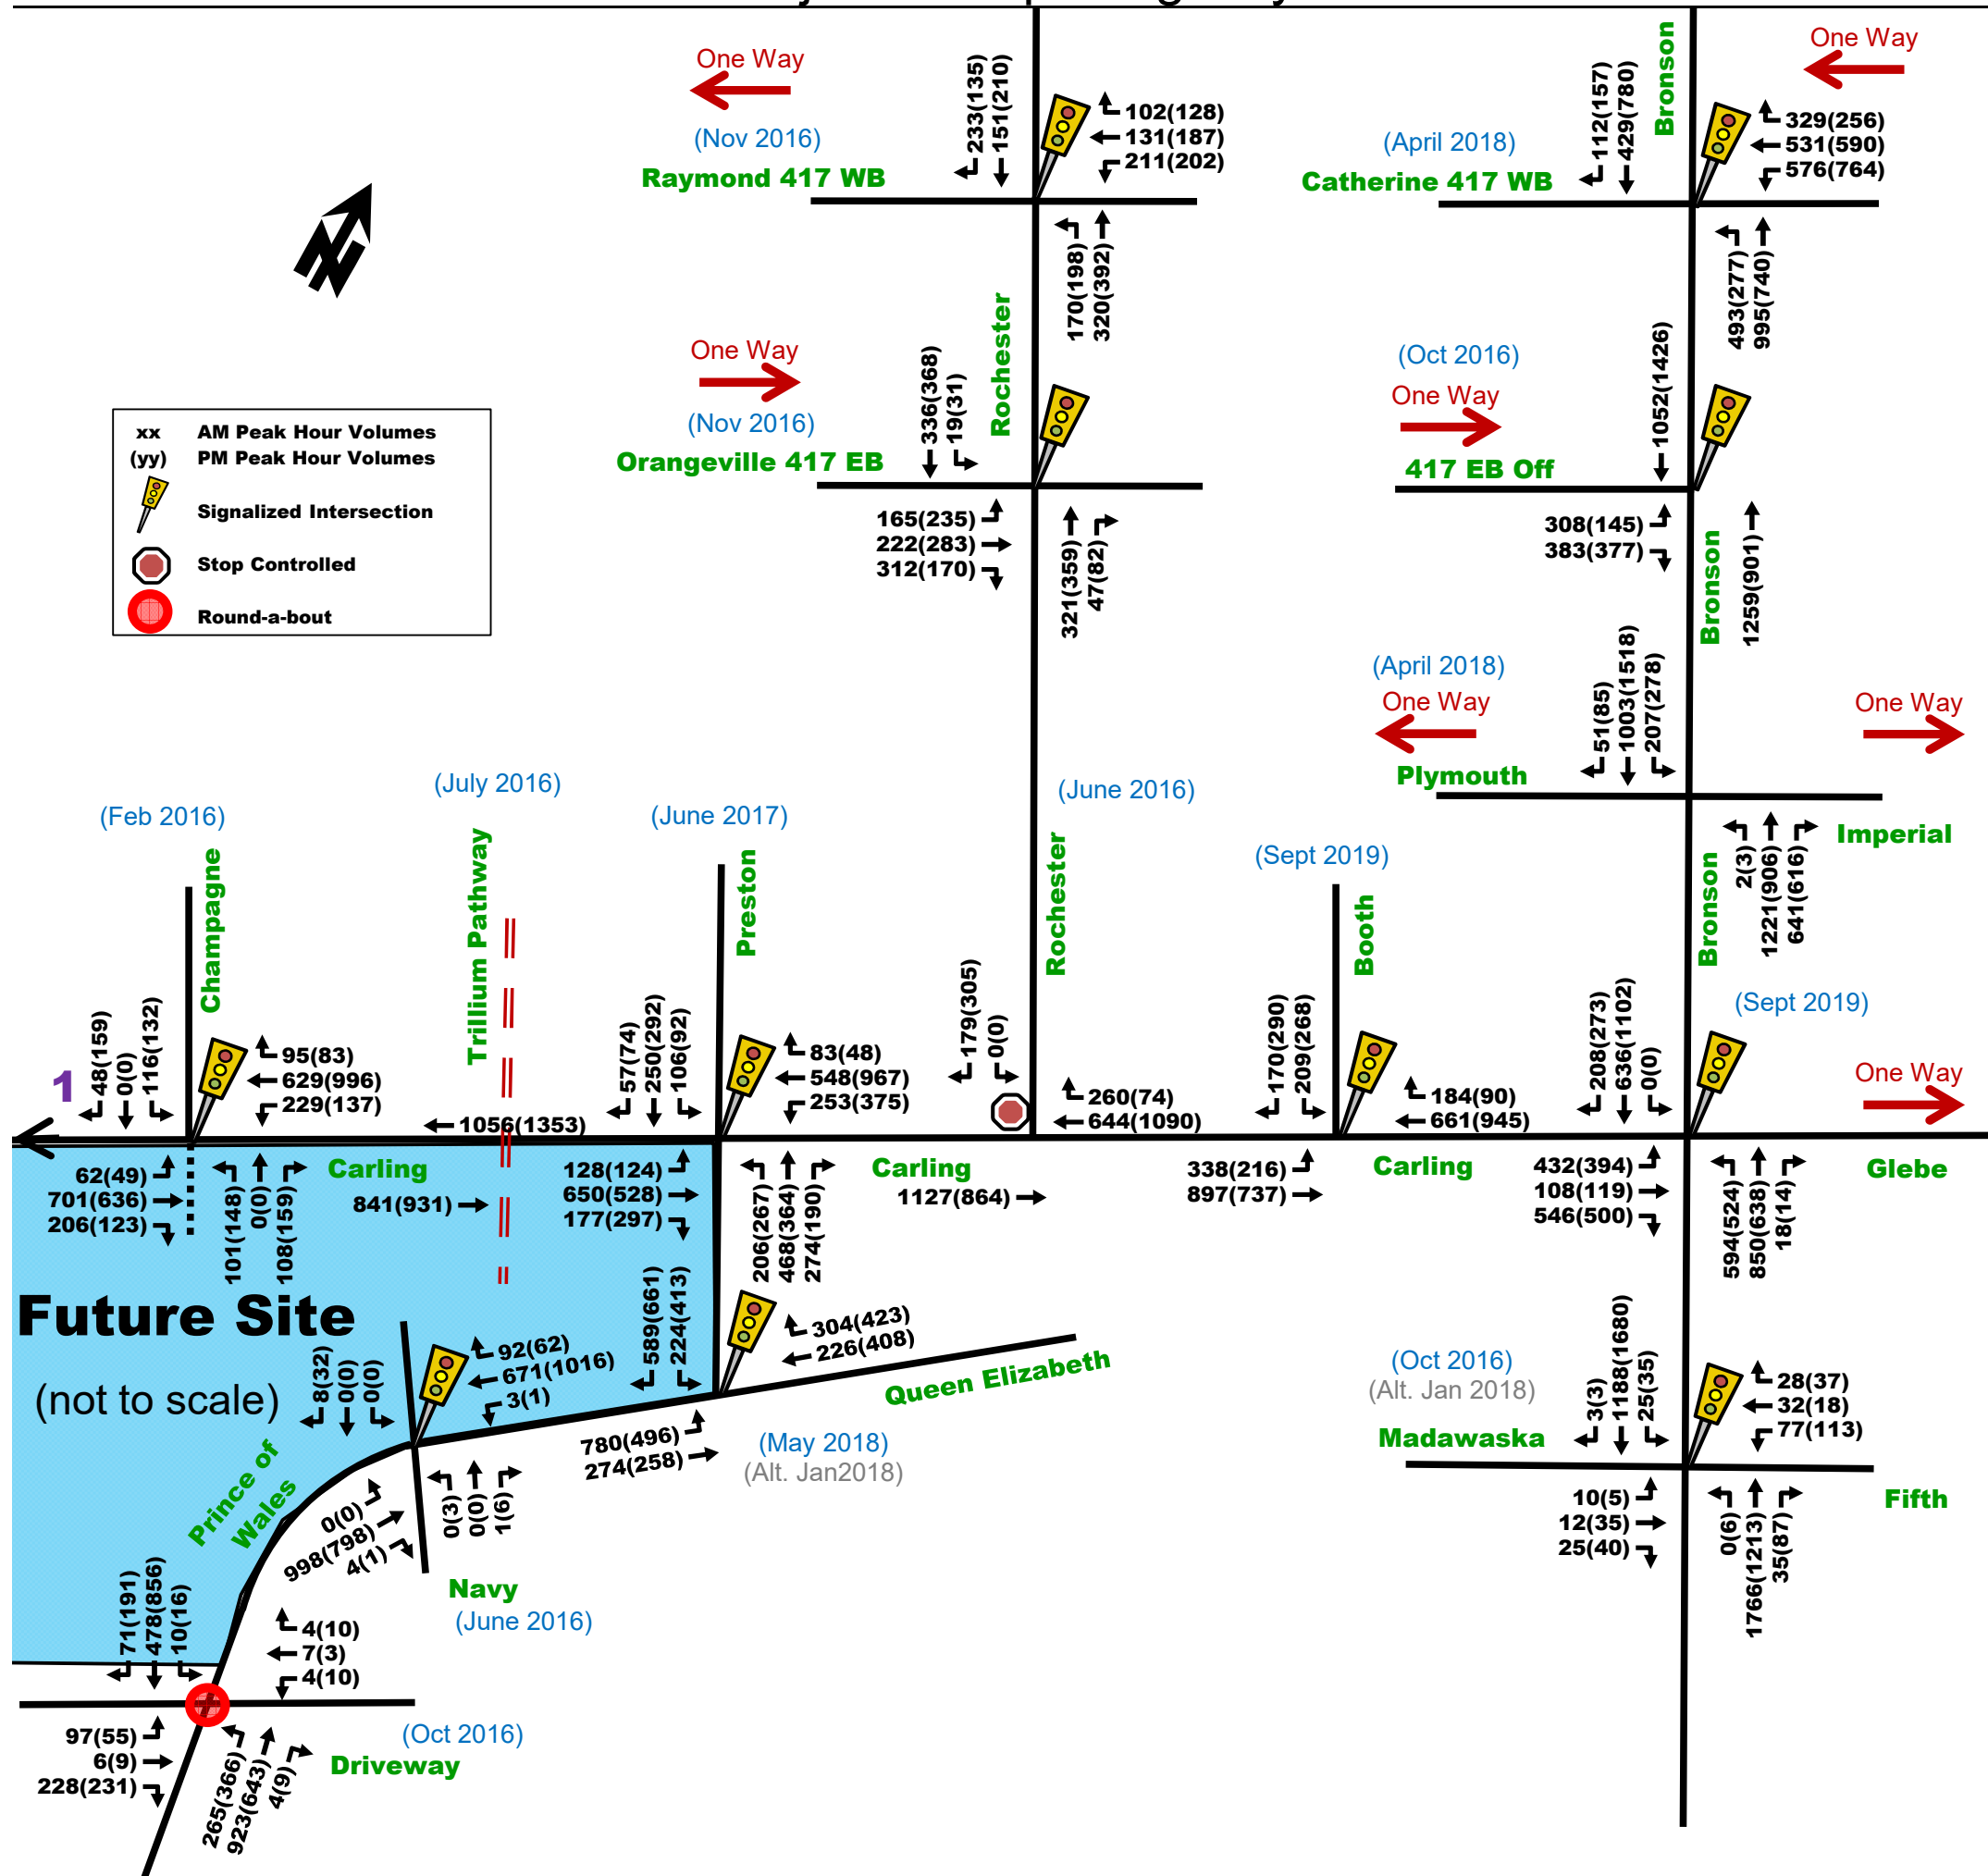 One Way
(Nov 2016)
Raymond 417 WB
233(135)
151(210)
102(128)
131(187)
211(202)
170(198)
320(392)
Bronson
One Way
(April 2018)
Catherine 417 WB
112(157)
429(780)
329(256)
531(590)
576(764)
493(277)
995(740)
N
One Way
(Nov 2016)
Orangeville 417 EB
336(368)
19(31)
Rochester
165(235)
222(283)
312(170)
321(359)
47(82)
(Oct 2016)
One Way
417 EB Off
1052(1426)
308(145)
383(377)
Bronson
1259(901)
xx AM Peak Hour Volumes
(yy) PM Peak Hour Volumes
Signalized Intersection
Stop Controlled
Round-a-bout
(April 2018)
One Way
Plymouth
51(85)
1003(1518)
207(278)
One Way
Imperial
2(3)
1221(906)
641(616)
Bronson
(Feb 2016)
Champagne
1
48(159)
0(0)
116(132)
95(83)
629(996)
229(137)
62(49)
701(636)
206(123)
101(148)
0(0)
108(159)
(July 2016)
Trillium Pathway
1056(1353)
Carling
841(931)
(June 2017)
Preston
57(74)
250(292)
106(92)
83(48)
548(967)
253(375)
128(124)
650(528)
177(297)
206(267)
468(364)
274(190)
(June 2016)
Rochester
179(305)
0(0)
260(74)
644(1090)
Carling
1127(864)
(Sept 2019)
Booth
170(290)
209(268)
184(90)
661(945)
338(216)
897(737)
Carling
(Sept 2019)
208(273)
636(1102)
0(0)
One Way
432(394)
108(119)
546(500)
594(524)
850(638)
18(14)
Glebe
Future Site
(not to scale)
8(32)
0(0)
0(0)
92(62)
671(1016)
3(1)
0(0)
998(798)
4(1)
0(3)
0(0)
1(6)
Navy
(June 2016)
Prince of
Wales
589(661)
224(413)
304(423)
226(408)
Queen Elizabeth
780(496)
274(258)
(May 2018)
(Alt. Jan2018)
(Oct 2016)
(Alt. Jan 2018)
Madawaska
3(3)
1188(1680)
25(35)
28(37)
32(18)
77(113)
10(5)
12(35)
25(40)
0(6)
1766(1213)
35(87)
Fifth
71(191)
478(856)
10(16)
4(10)
7(3)
4(10)
97(55)
6(9)
228(231)
265(366)
923(643)
4(9)
(Oct 2016)
Driveway